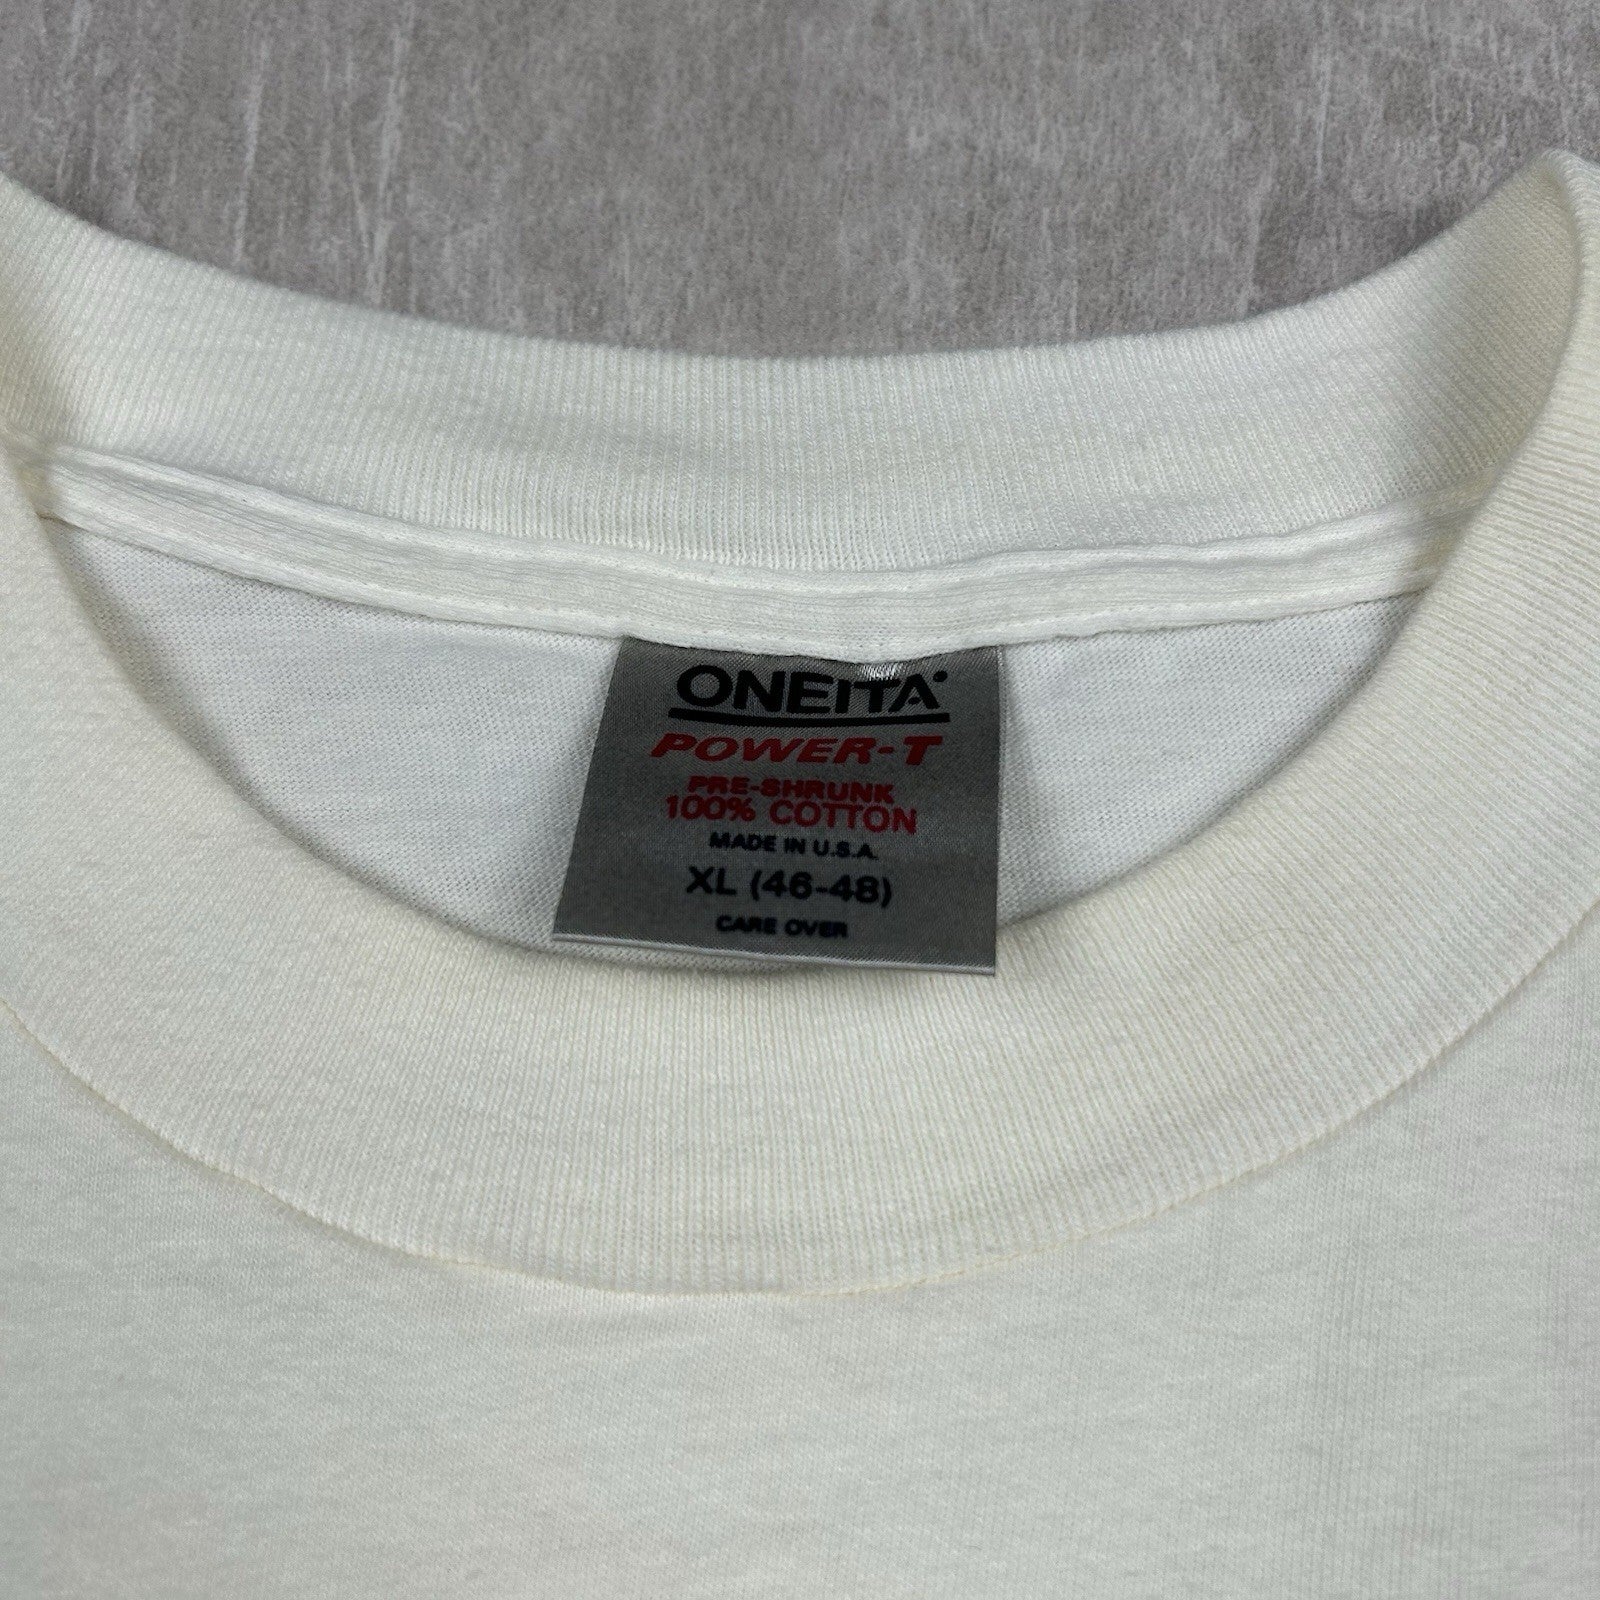 ONEITA
POWER-T
PRE-SHRUNK
100% COTTON
MADE IN U.S.A.
XL (46-48)
CARE OVER